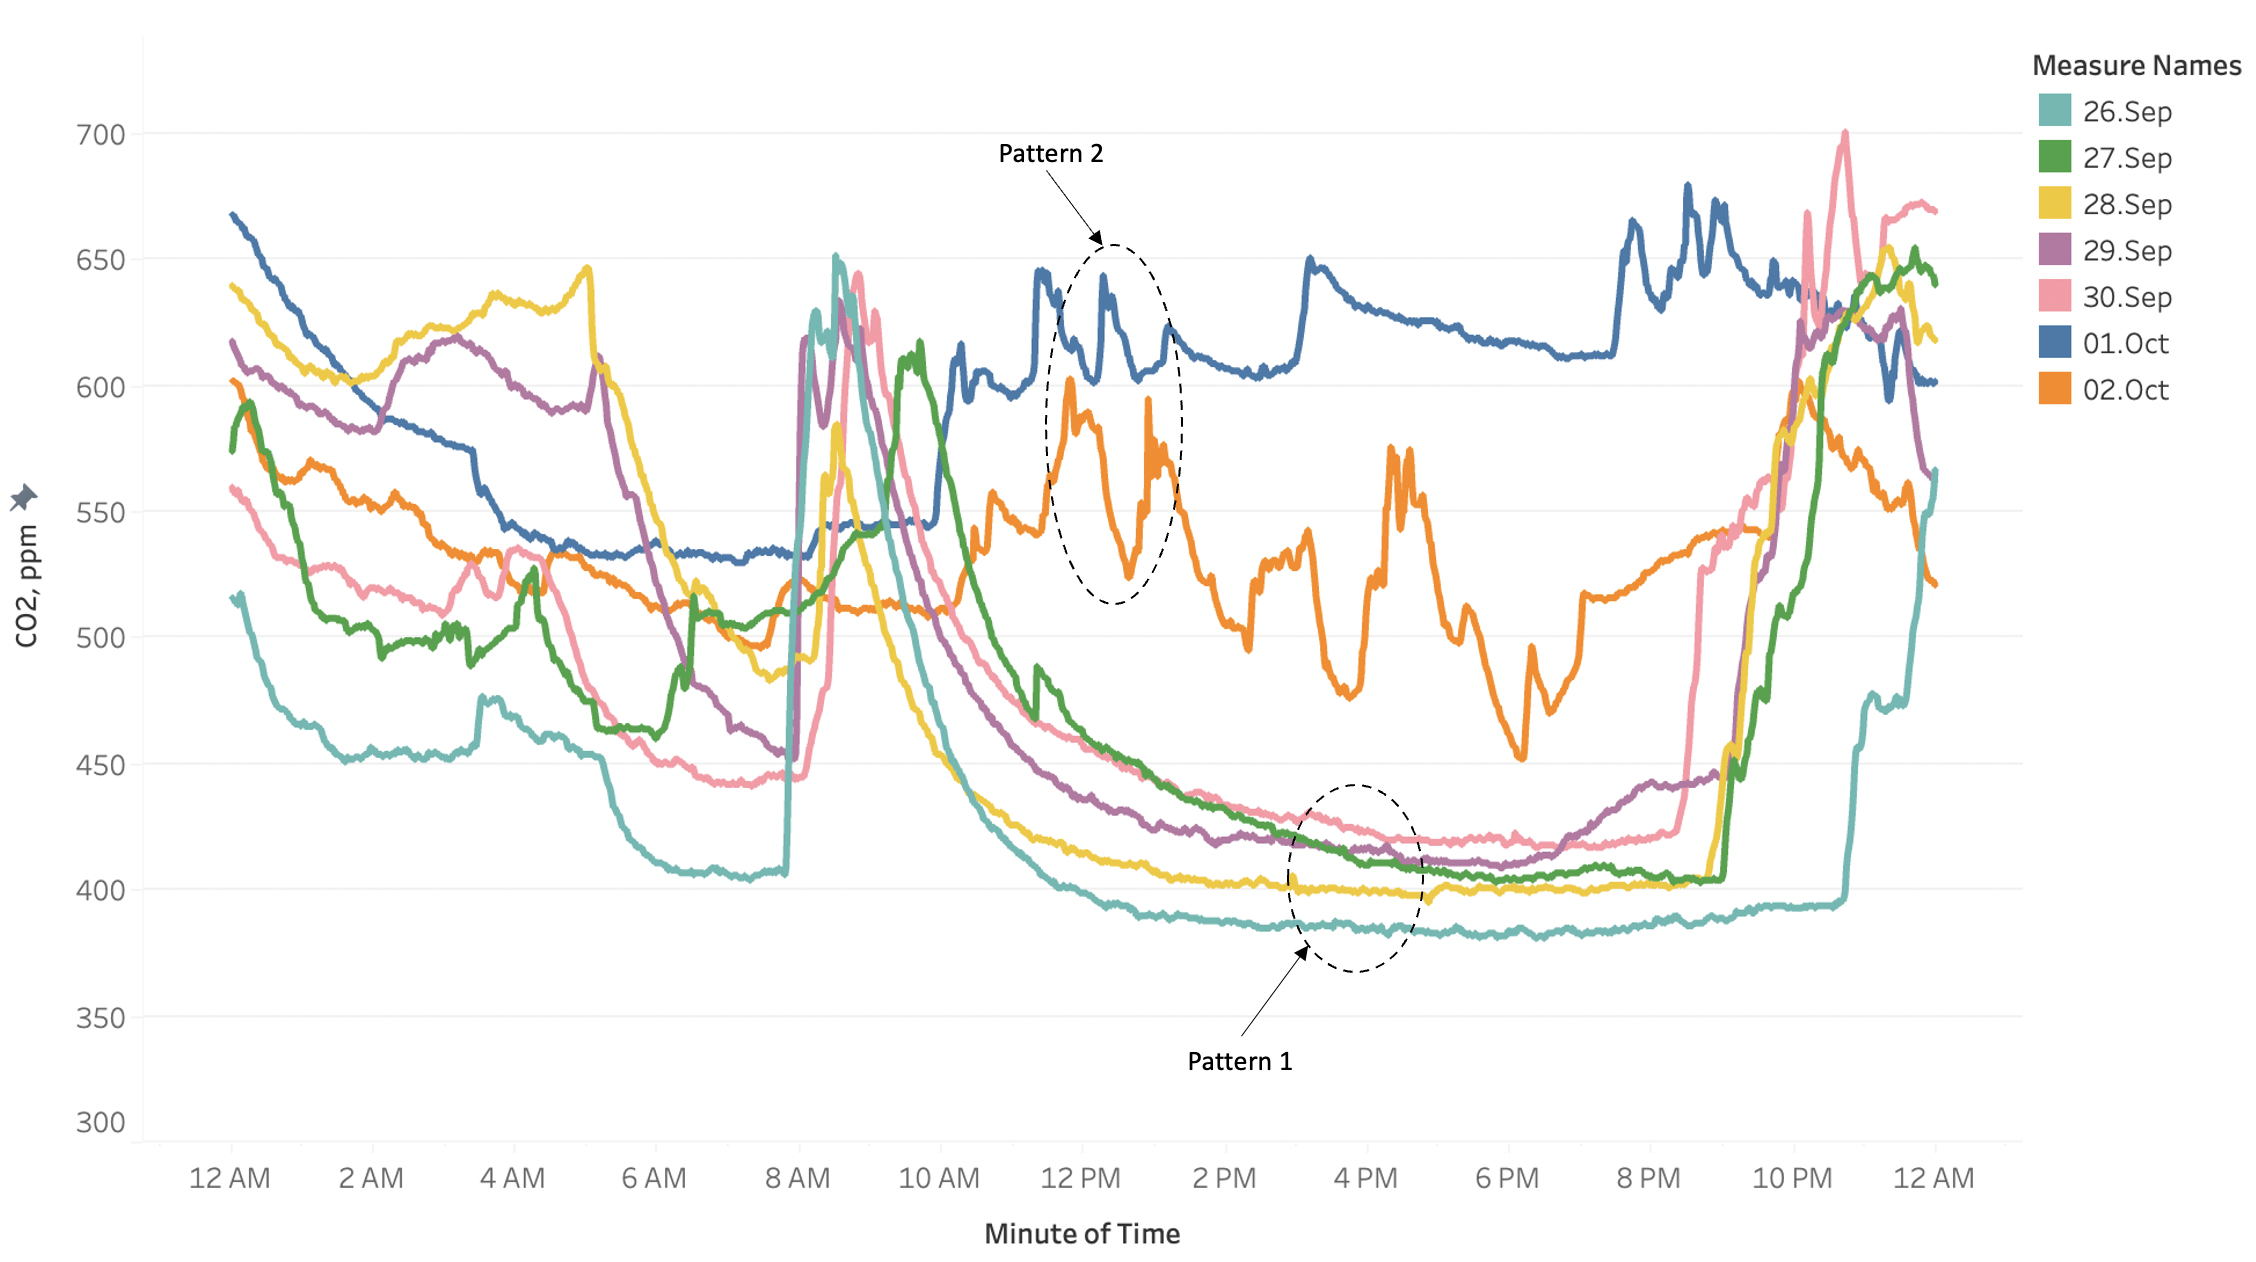 Measure Names
26.Sep
27.Sep
28.Sep
29.Sep
30.Sep
01.Oct
02.Oct
Pattern 2
Pattern 1
CO2, ppm
700
650
600
550
500
450
400
350
300
12 AM 2 AM 4 AM 6 AM 8 AM 10 AM 12 PM 2 PM 4 PM 6 PM 8 PM 10 PM 12 AM
Minute of Time